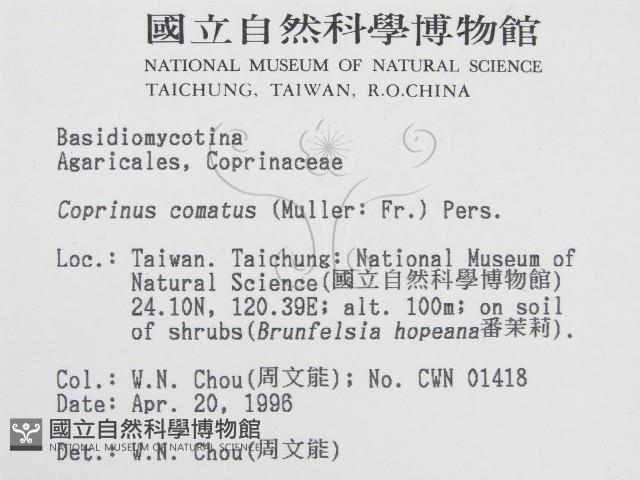 國立自然科學博物館
NATIONAL MUSEUM OF NATURAL SCIENCE
TAICHUNG, TAIWAN, R.O.CHINA
Basidiomycotina
Agaricales, Coprinaceae
Coprinus comatus (Muller: Fr.) Pers.
Loc.: Taiwan. Taichung: National Museum of
Natural Science(國立自然科學博物館)
24.10N, 120.39E; alt. 100m; on soil
of shrubs(Brunfelsia hopeana番茉莉).
Col.: W.N. Chou(周文能); No. CWN 01418
Date: Apr. 20, 1996
國立自然科學博物館
NATIONAL MUSEUM OF NATURAL SCIENCE
Det.: W.N. Chou(周文能)